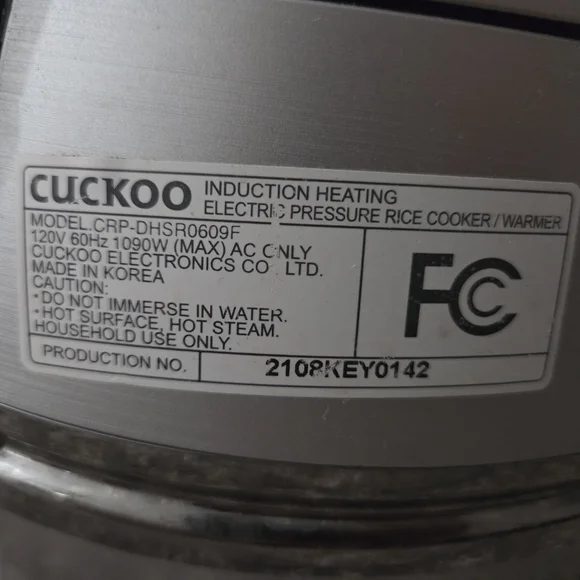 CUCKOO INDUCTION HEATING
ELECTRIC PRESSURE RICE COOKER / WARMER
MODEL.CRP-DHSR0609F
120V 60Hz 1090W (MAX) AC ONLY
CUCKOO ELECTRONICS CO., LTD.
MADE IN KOREA
CAUTION:
• DO NOT IMMERSE IN WATER.
• HOT SURFACE, HOT STEAM.
HOUSEHOLD USE ONLY.
FC
PRODUCTION NO. 2108KEY0142